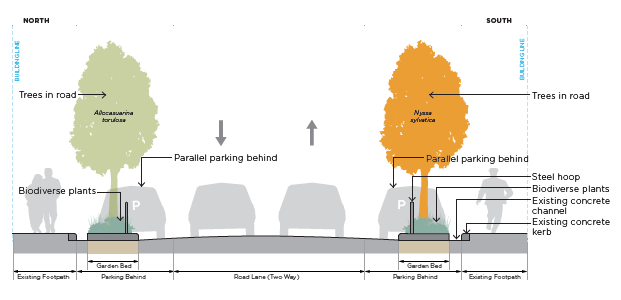 NORTH
SOUTH
BUILDING LINE
BUILDING LINE
Trees in road
Allocasuarina
torulosa
Nyssa
sylvatica
Trees in road
Parallel parking behind
Parallel parking behind
Steel hoop
Biodiverse plants
Biodiverse plants
Existing concrete
channel
P
P
Existing concrete
kerb
Garden Bed
Garden Bed
Existing Footpath
Parking Behind
Road Lane (Two Way)
Parking Behind
Existing Footpath